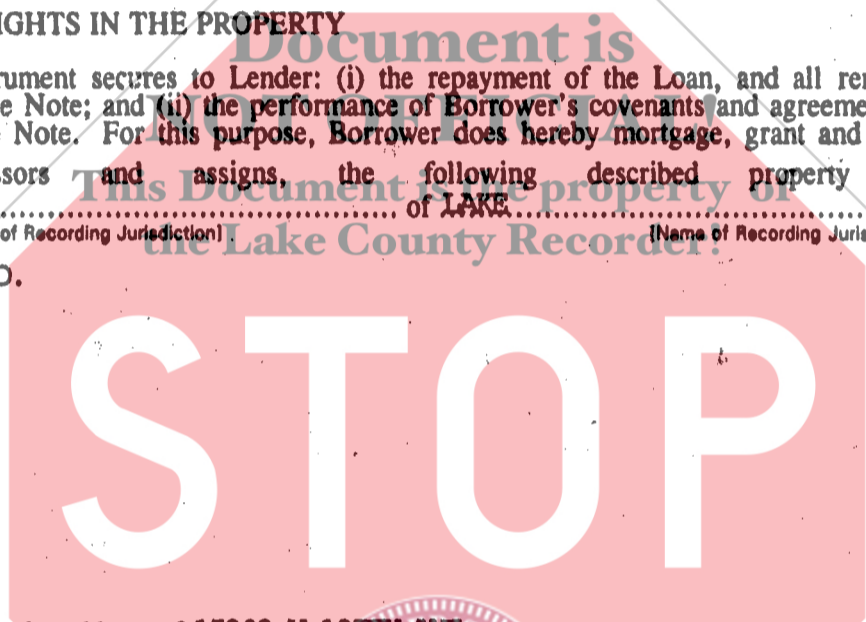 IGHTS IN THE PROPERTY
Document is
rument secures to Lender: (i) the repayment of the Loan, and all re
e Note; and (ii) the performance of Borrower's covenants and agreeme
NOT OFFICIAL!
Note. For this purpose, Borrower does hereby mortgage, grant and
ssors and assigns, the following described property
This Document is the property of
of LAKE
of Recording Jurisdiction] [Name of Recording Juris
the Lake County Recorder!
STOP